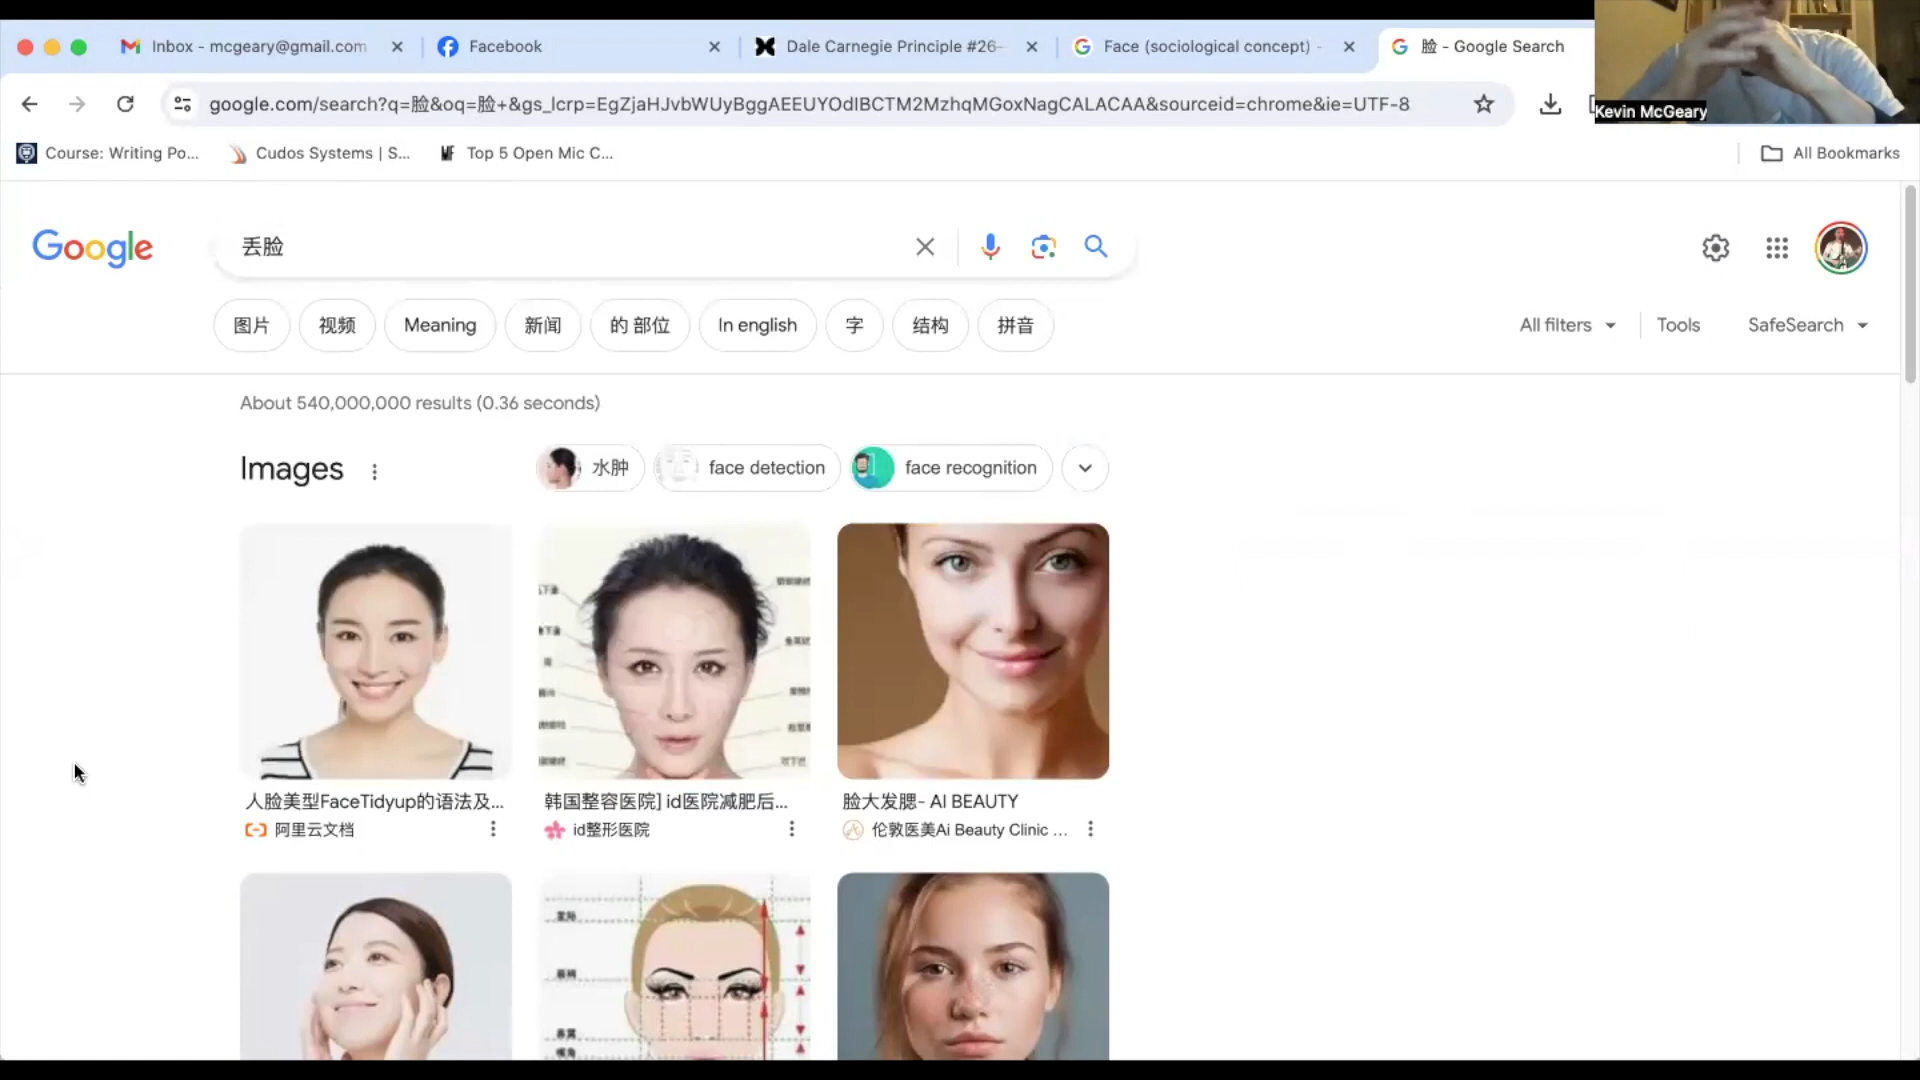 Inbox - mcgeary@gmail.com
Facebook
Dale Carnegie Principle #26-
Face (sociological concept) -
脸 - Google Search
Kevin McGeary
google.com/search?q=脸&oq=脸+&gs_lcrp=EgZjaHJvbWUyBggAEEUYOdIBCTM2MzhqMGoxNagCALACAA&sourceid=chrome&ie=UTF-8
Course: Writing Po...
Cudos Systems | S...
Top 5 Open Mic C...
All Bookmarks
Google
丢脸
图片
视频
Meaning
新闻
的 部位
In english
字
结构
拼音
All filters
Tools
SafeSearch
About 540,000,000 results (0.36 seconds)
Images
水肿
face detection
face recognition
人脸美型FaceTidyup的语法及...
阿里云文档
韩国整容医院] id医院减肥后...
id整形医院
脸大发腮- AI BEAUTY
伦敦医美Ai Beauty Clinic ...